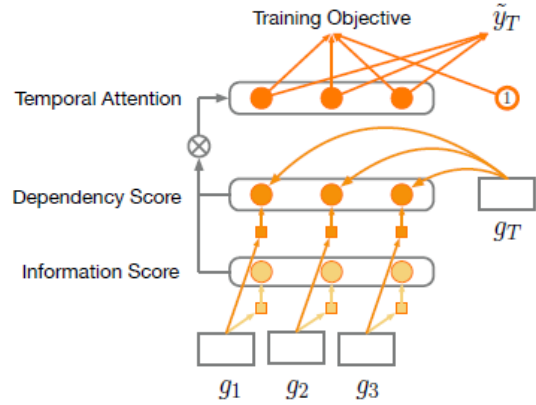 Training Objective
ỹ_T
Temporal Attention
1
Dependency Score
g_T
Information Score
g_1 g_2 g_3